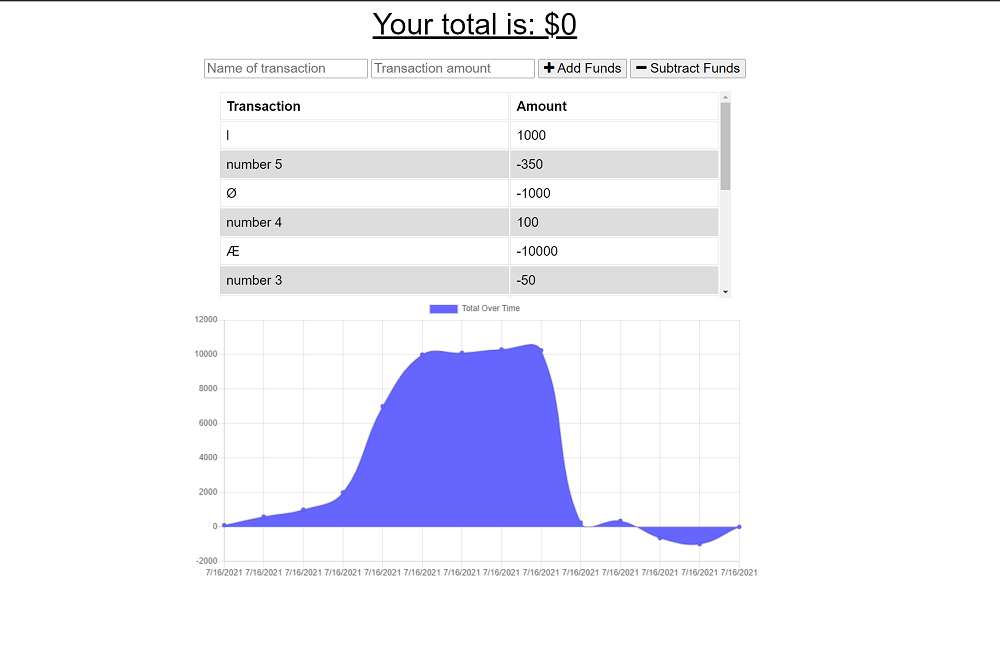 Your total is: $0
Name of transaction Transaction amount Add Funds Subtract Funds
Transaction Amount
l 1000
number 5 -350
Ø -1000
number 4 100
Æ -10000
number 3 -50
Total Over Time
12000
10000
8000
6000
4000
2000
0
-2000
7/16/2021 7/16/2021 7/16/2021 7/16/2021 7/16/2021 7/16/2021 7/16/2021 7/16/2021 7/16/2021 7/16/2021 7/16/2021 7/16/2021 7/16/2021 7/16/2021